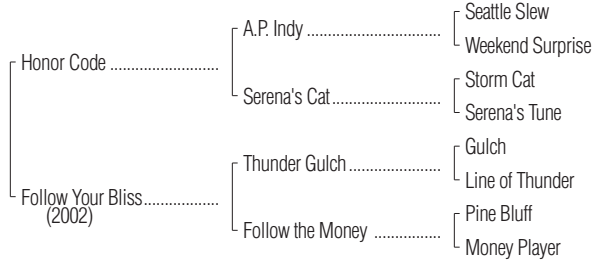 Seattle Slew
A.P. Indy ................................
Weekend Surprise
Honor Code ..........................
Storm Cat
Serena's Cat..........................
Serena's Tune
Gulch
Thunder Gulch ......................
Line of Thunder
Follow Your Bliss..................
(2002)
Pine Bluff
Follow the Money ................
Money Player